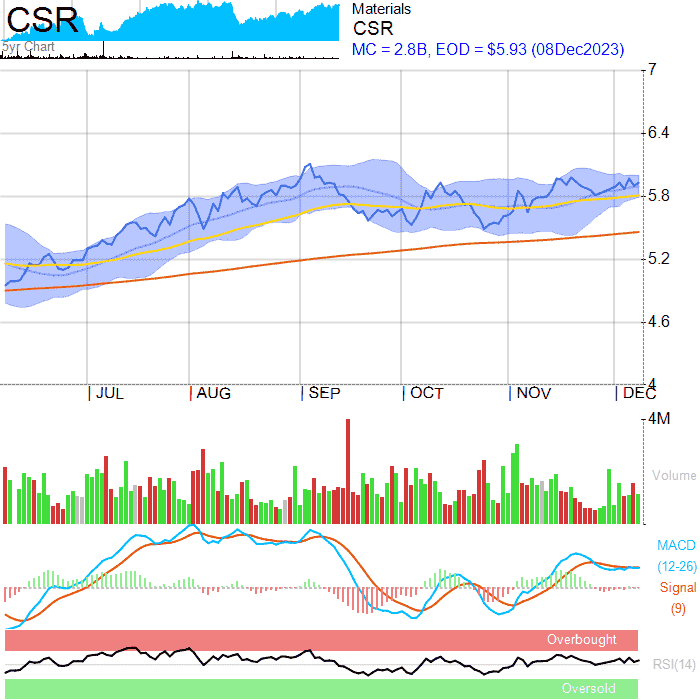 CSR
5yr Chart
Materials
CSR
MC = 2.8B, EOD = $5.93 (08Dec2023)
7
6.4
5.8
5.2
4.6
4
JUL AUG SEP OCT NOV DEC
4M
Volume
MACD
(12-26)
Signal
(9)
Overbought
RSI(14)
Oversold